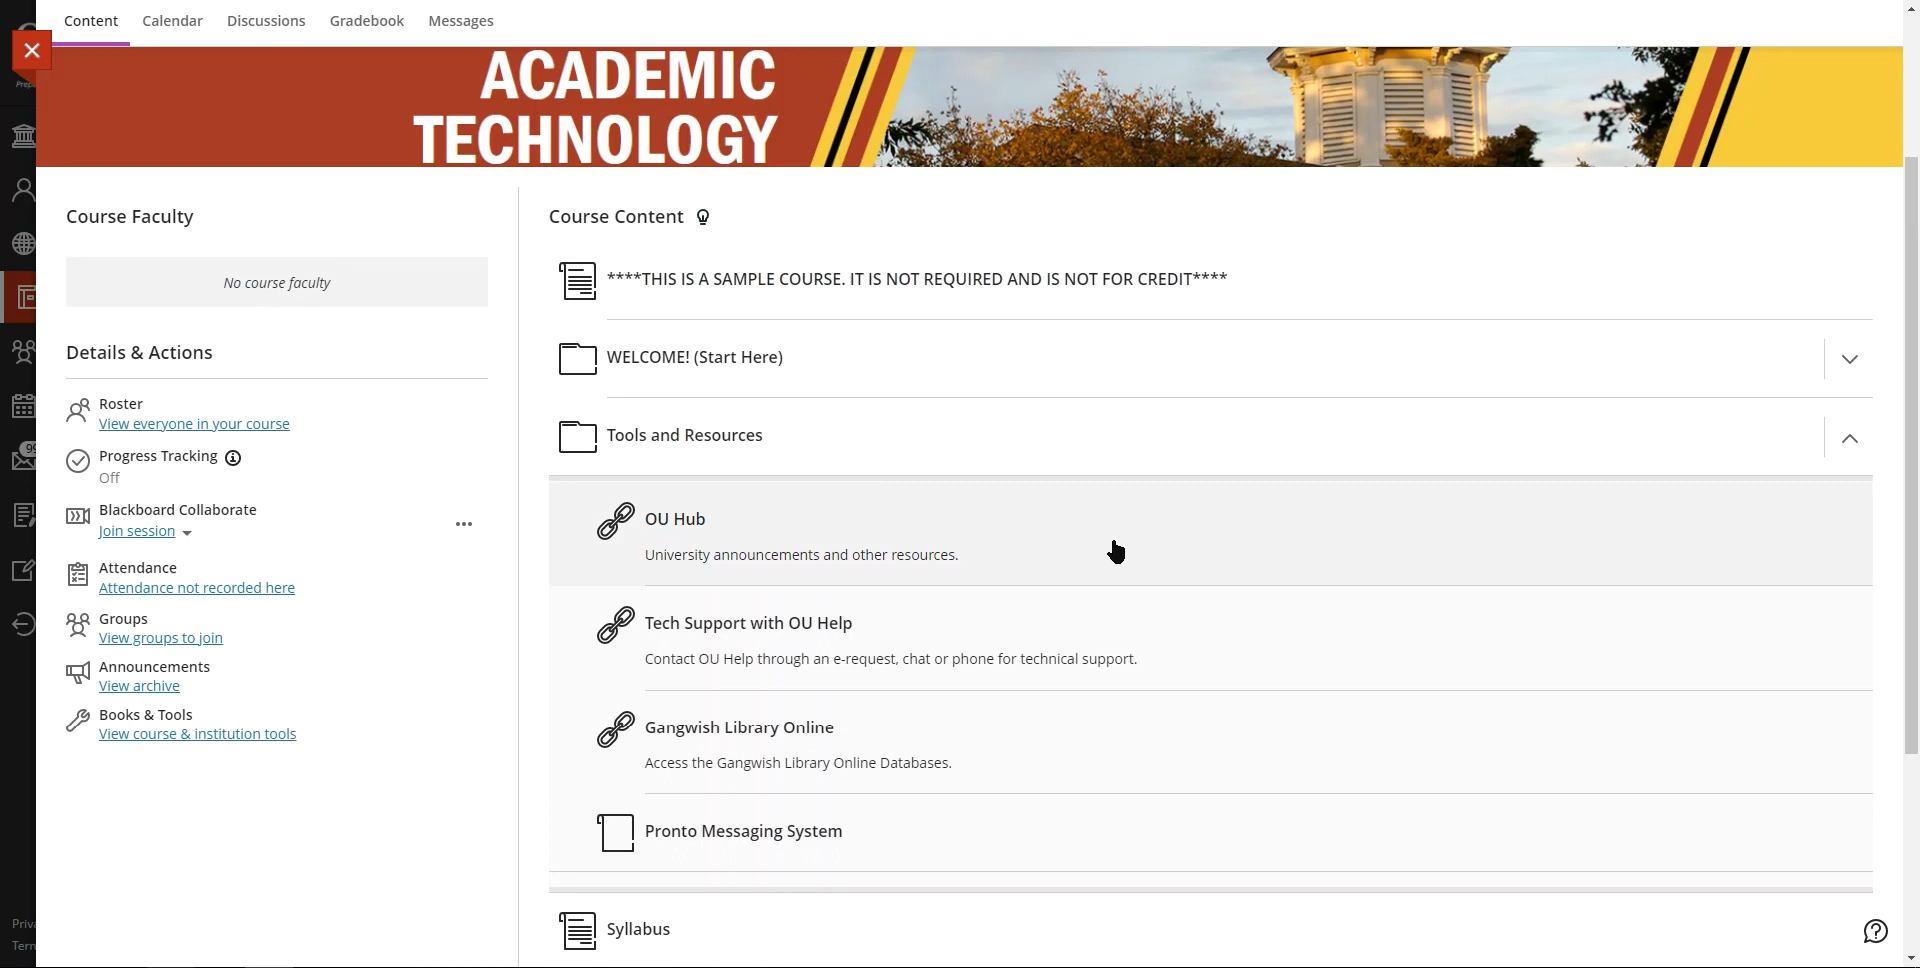 Content Calendar Discussions Gradebook Messages
ACADEMIC
TECHNOLOGY
Course Faculty
No course faculty
Details & Actions
Roster
View everyone in your course
Progress Tracking
Off
Blackboard Collaborate
Join session
Attendance
Attendance not recorded here
Groups
View groups to join
Announcements
View archive
Books & Tools
View course & institution tools
Course Content
****THIS IS A SAMPLE COURSE. IT IS NOT REQUIRED AND IS NOT FOR CREDIT****
WELCOME! (Start Here)
Tools and Resources
OU Hub
University announcements and other resources.
Tech Support with OU Help
Contact OU Help through an e-request, chat or phone for technical support.
Gangwish Library Online
Access the Gangwish Library Online Databases.
Pronto Messaging System
Syllabus